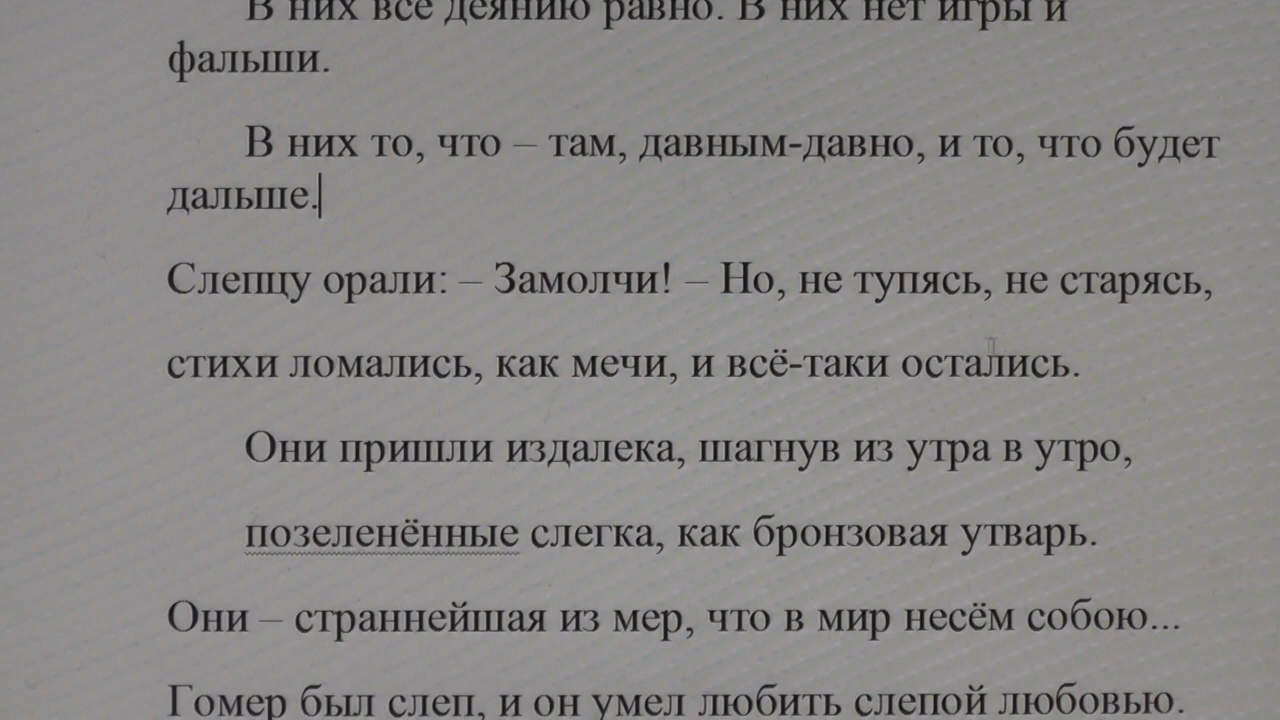 В них всё деянию равно. В них нет игры и
фальши.
В них то, что – там, давным-давно, и то, что будет
дальше.
Слепцу орали: – Замолчи! – Но, не тупясь, не старясь,
стихи ломались, как мечи, и всё-таки остались.
Они пришли издалека, шагнув из утра в утро,
позеленённые слегка, как бронзовая утварь.
Они – страннейшая из мер, что в мир несём собою...
Гомер был слеп, и он умел любить слепой любовью.